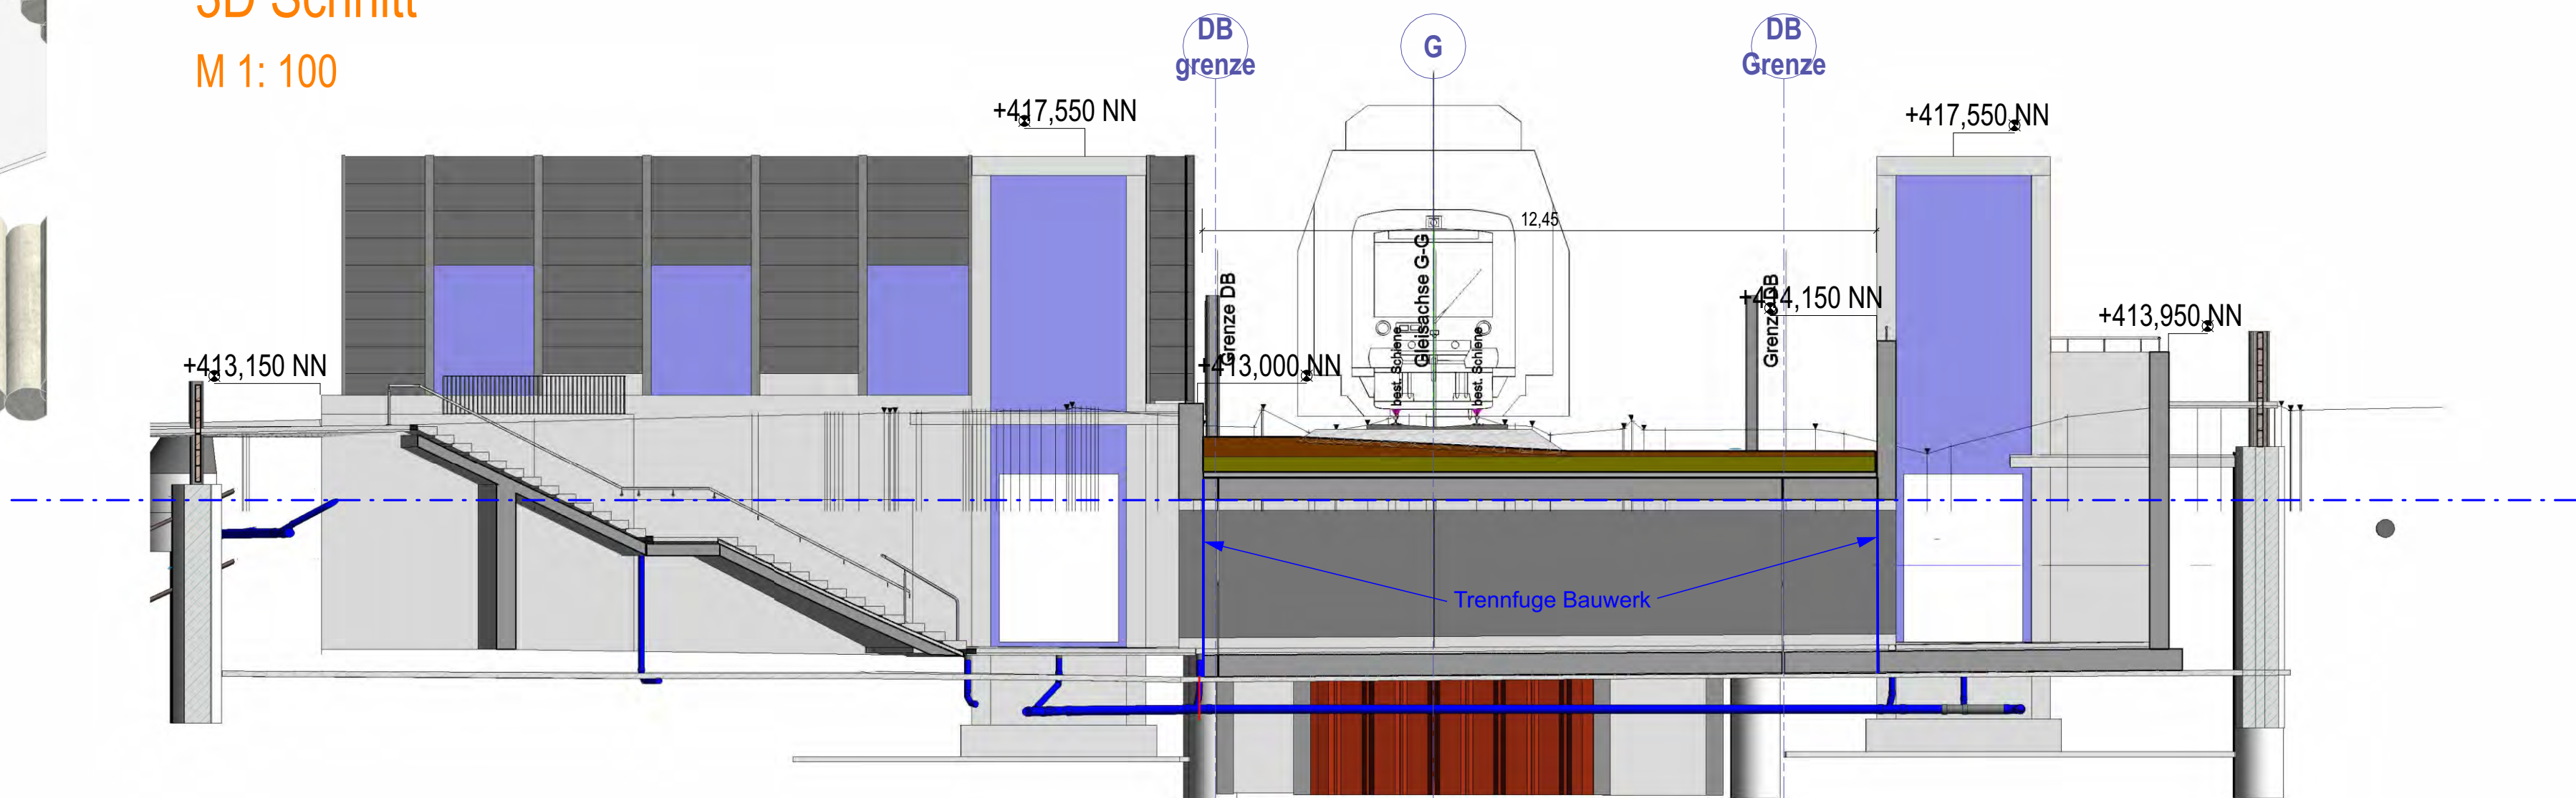 3D Schnitt
M 1: 100
DB
grenze
G
DB
Grenze
+417,550 NN
+417,550 NN
12,45
Grenze DB
Gleisachse G-G
best. Schiene
best. Schiene
Grenze DB
+414,150 NN
+413,950 NN
+413,150 NN
+413,000 NN
Trennfuge Bauwerk